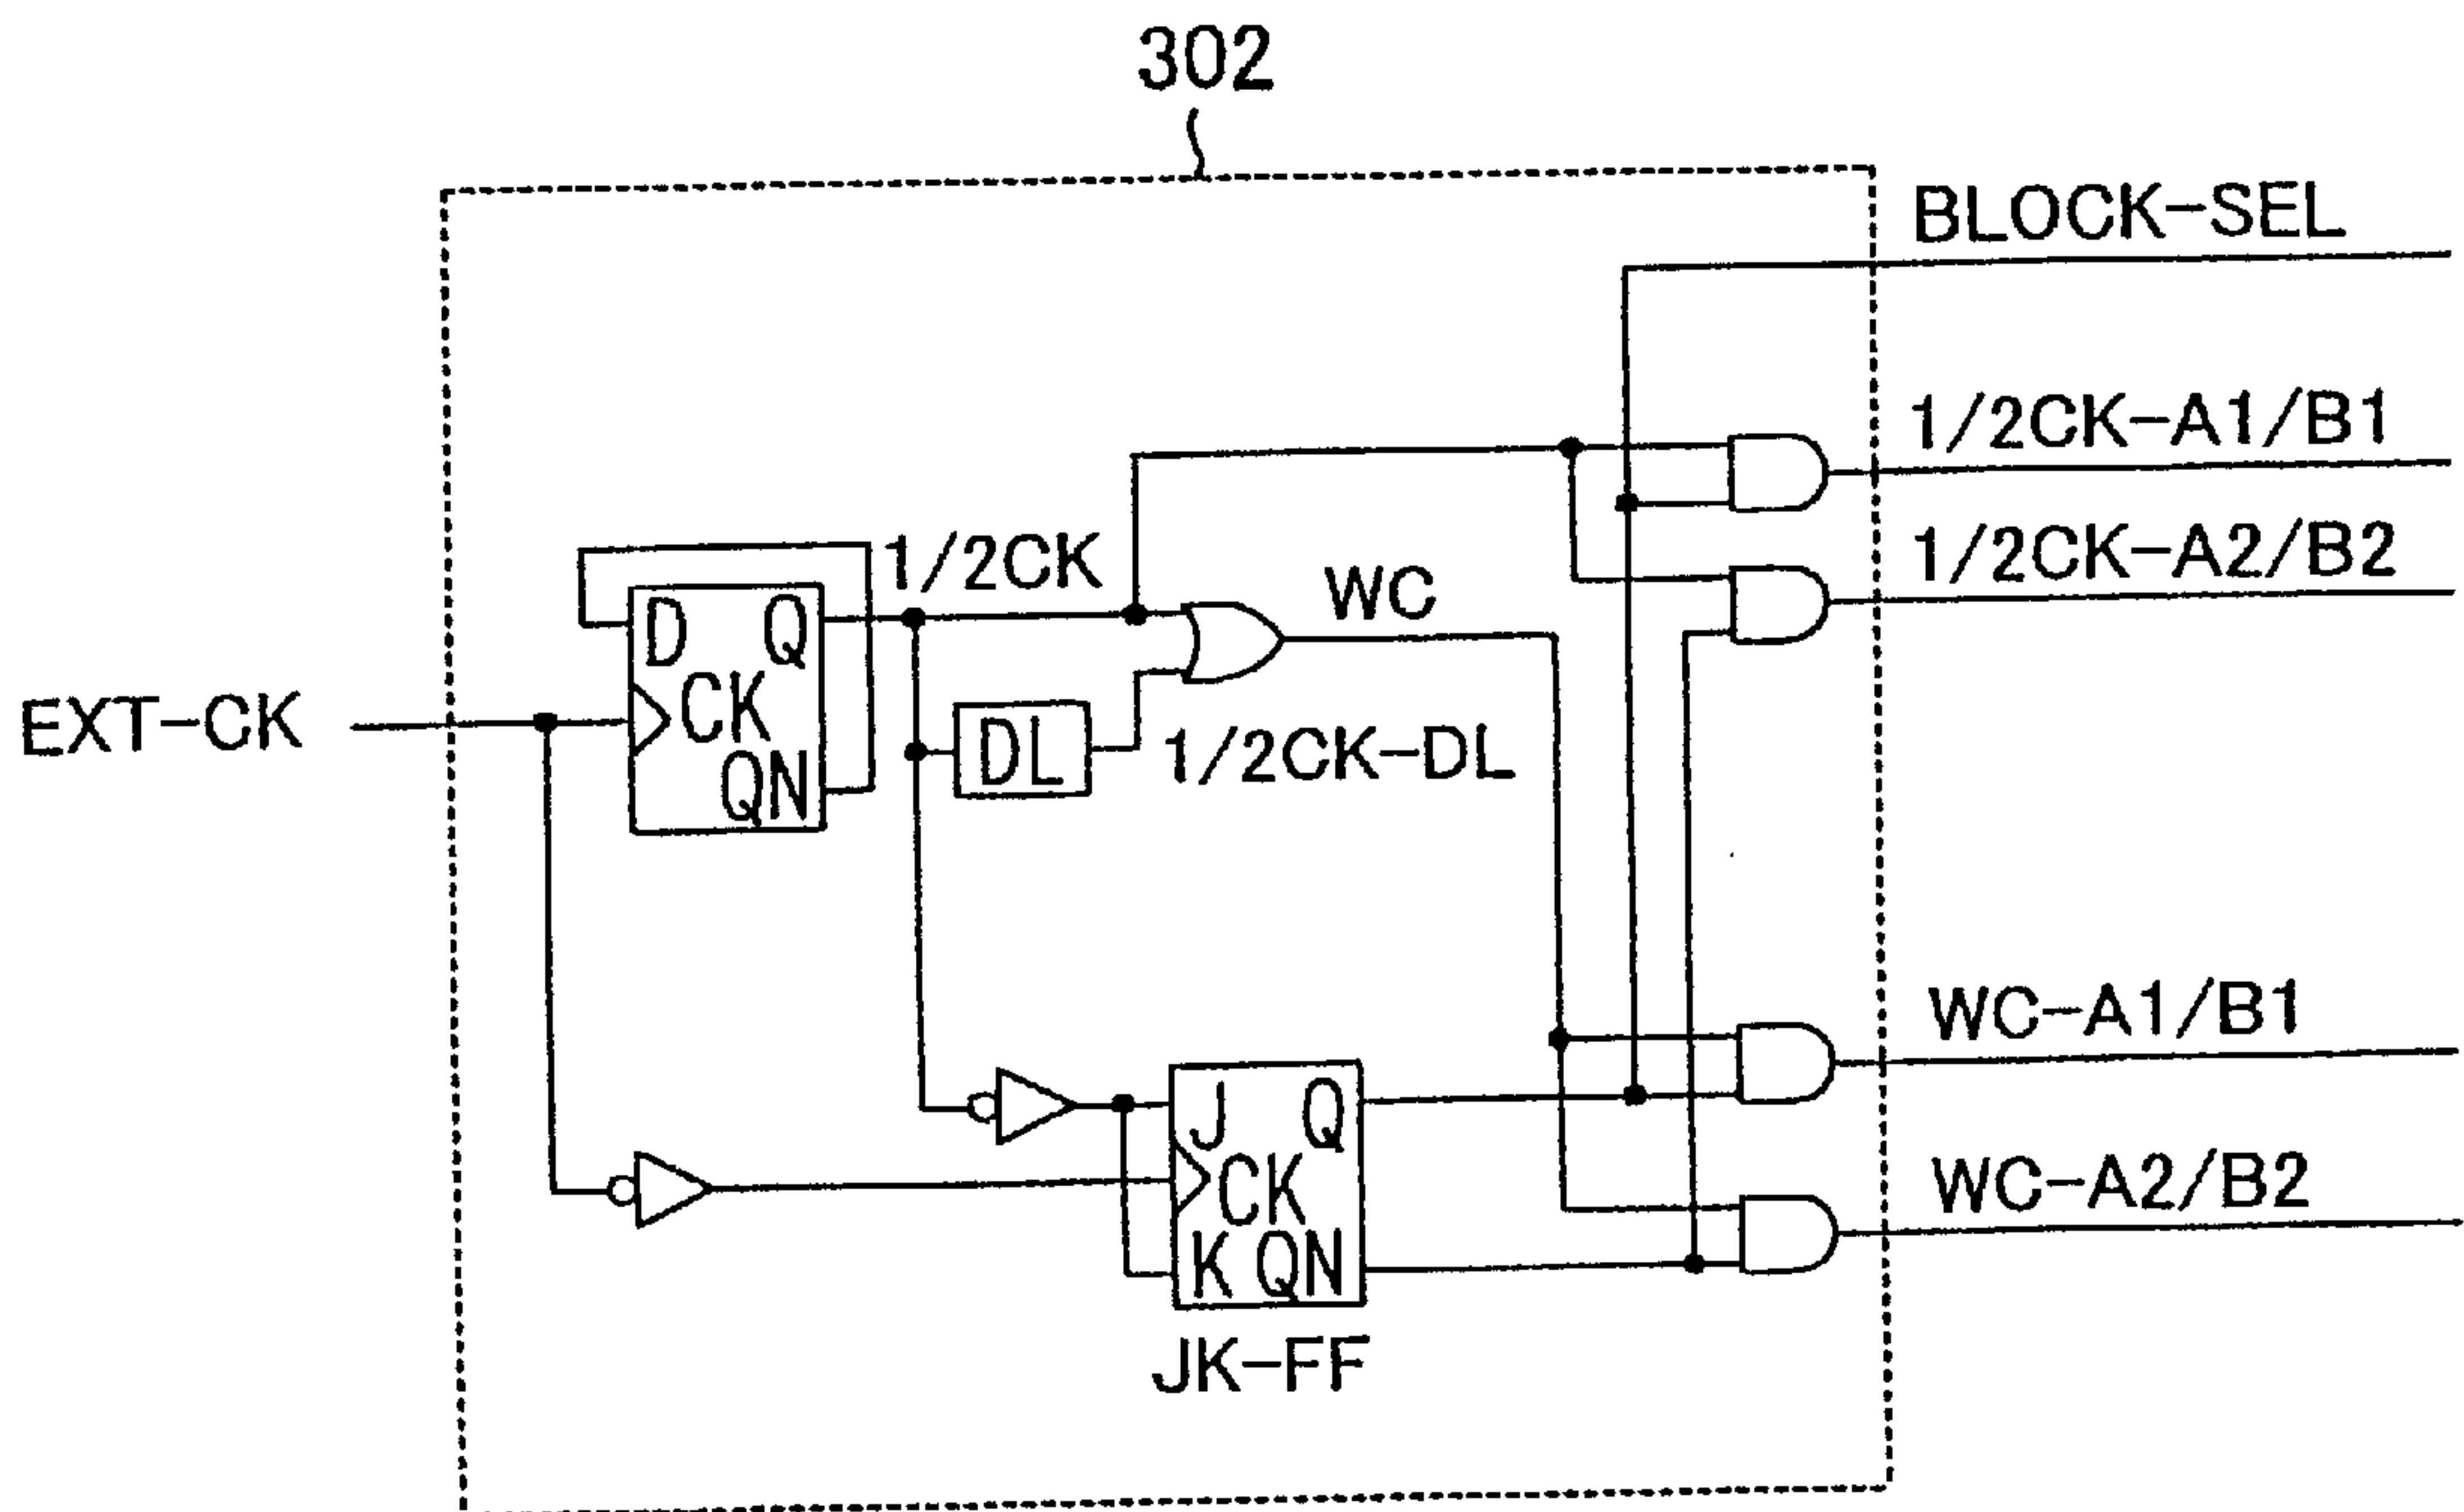 302
BLOCK-SEL
1/2CK-A1/B1
1/2CK-A2/B2
1/2CK
WC
D Q
CK
QN
EXT-CK
DL
1/2CK-DL
WC-A1/B1
J Q
CK
K QN
WC-A2/B2
JK-FF